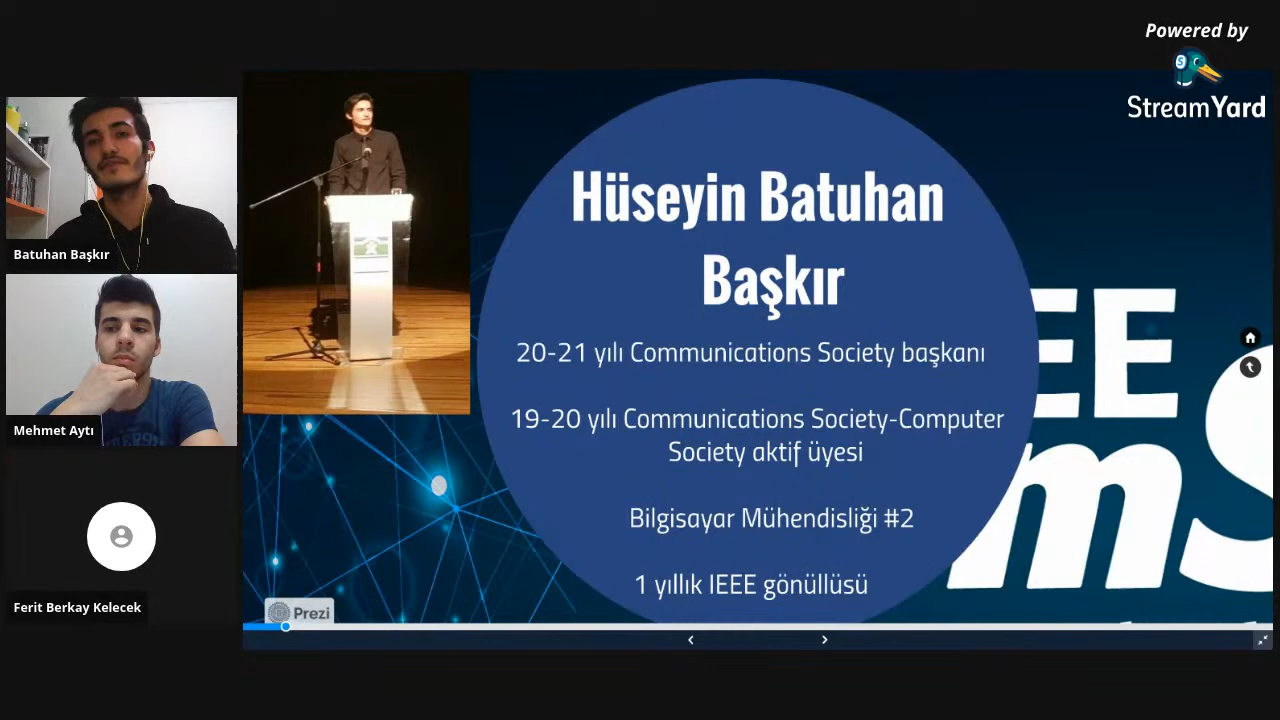 Powered by
StreamYard
Batuhan Başkır
Mehmet Aytı
Ferit Berkay Kelecek
Hüseyin Batuhan
Başkır
20-21 yılı Communications Society başkanı
19-20 yılı Communications Society-Computer
Society aktif üyesi
Bilgisayar Mühendisliği #2
1 yıllık IEEE gönüllüsü
EE
mS
Prezi